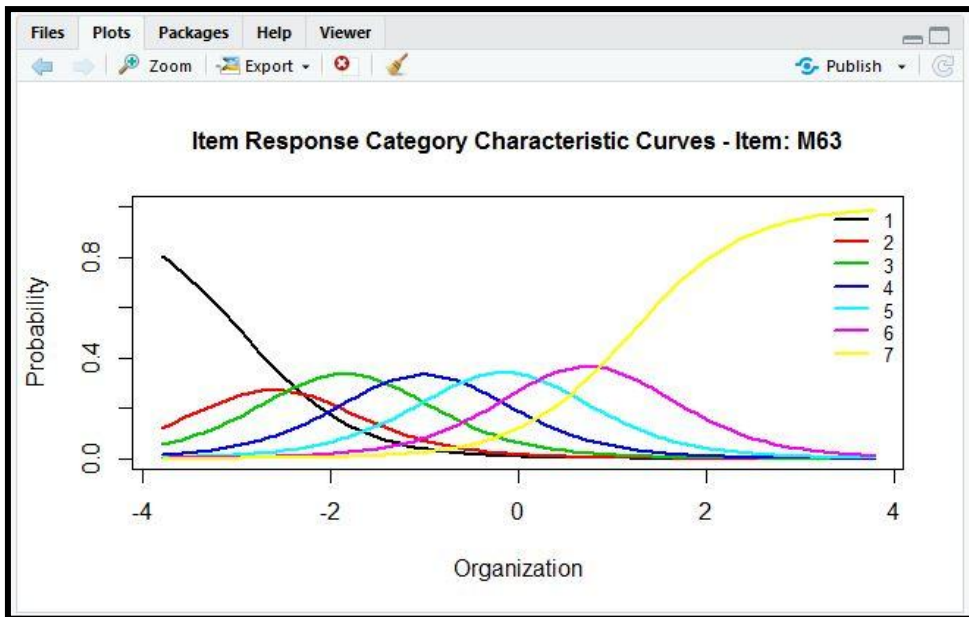 Files Plots Packages Help Viewer
Zoom Export Publish
Item Response Category Characteristic Curves - Item: M63
Probability
0.8
0.4
0.0
1
2
3
4
5
6
7
-4 -2 0 2 4
Organization